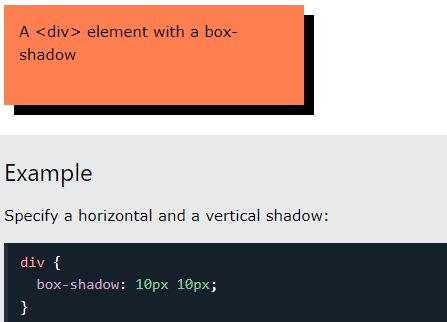 A <div> element with a box-
shadow
Example
Specify a horizontal and a vertical shadow:
div {
  box-shadow: 10px 10px;
}